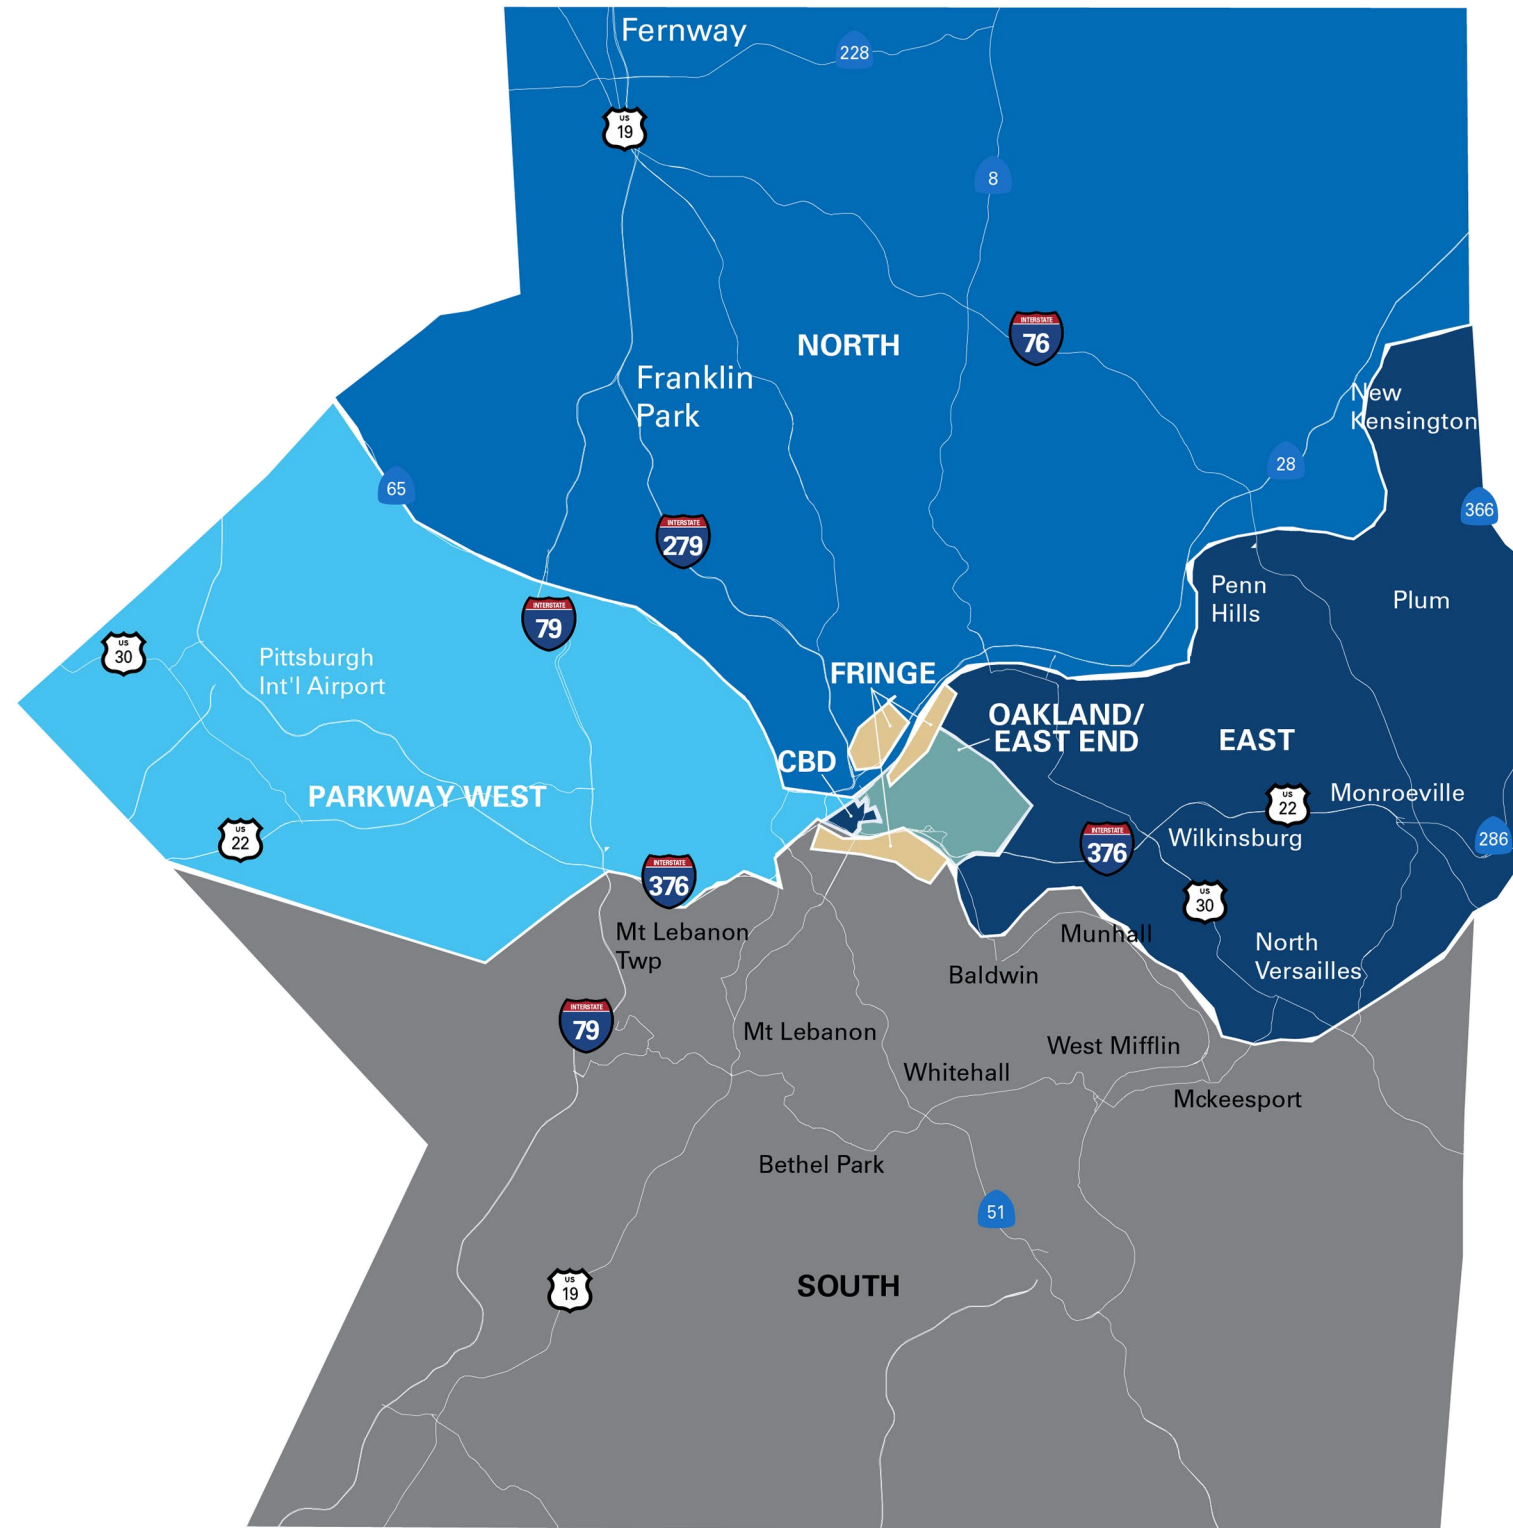 Fernway
228
US
19
8
NORTH
INTERSTATE
76
Franklin
Park
New
Kensington
28
65
366
INTERSTATE
279
Penn
Hills
Plum
INTERSTATE
79
US
30
Pittsburgh
Int'l Airport
FRINGE
OAKLAND/
EAST END
EAST
CBD
PARKWAY WEST
US
22
Monroeville
US
22
INTERSTATE
376
Wilkinsburg
286
INTERSTATE
376
US
30
Mt Lebanon
Twp
Munhall
North
Versailles
Baldwin
INTERSTATE
79
Mt Lebanon
West Mifflin
Whitehall
Mckeesport
Bethel Park
51
US
19
SOUTH